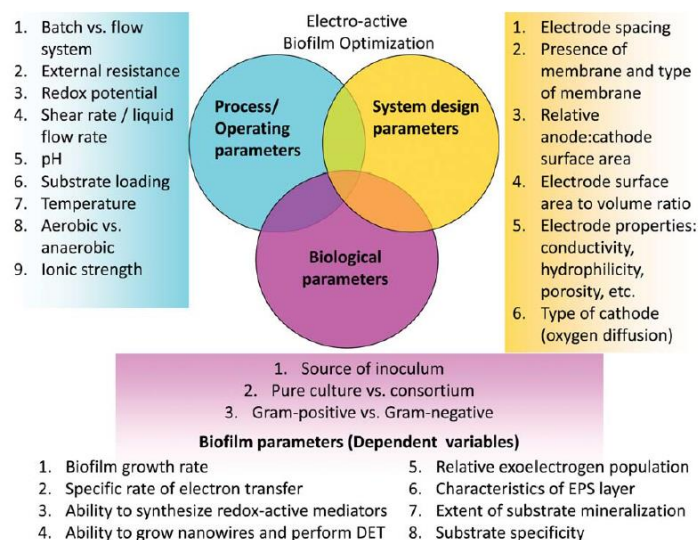 Electro-active
Biofilm Optimization
1. Batch vs. flow
system
2. External resistance
3. Redox potential
4. Shear rate / liquid
flow rate
5. pH
6. Substrate loading
7. Temperature
8. Aerobic vs.
anaerobic
9. Ionic strength
Process/
Operating
parameters
System design
parameters
Biological
parameters
1. Electrode spacing
2. Presence of
membrane and type
of membrane
3. Relative
anode:cathode
surface area
4. Electrode surface
area to volume ratio
5. Electrode properties:
conductivity,
hydrophilicity,
porosity, etc.
6. Type of cathode
(oxygen diffusion)
1. Source of inoculum
2. Pure culture vs. consortium
3. Gram-positive vs. Gram-negative
Biofilm parameters (Dependent variables)
1. Biofilm growth rate
2. Specific rate of electron transfer
3. Ability to synthesize redox-active mediators
4. Ability to grow nanowires and perform DET
5. Relative exoelectrogen population
6. Characteristics of EPS layer
7. Extent of substrate mineralization
8. Substrate specificity